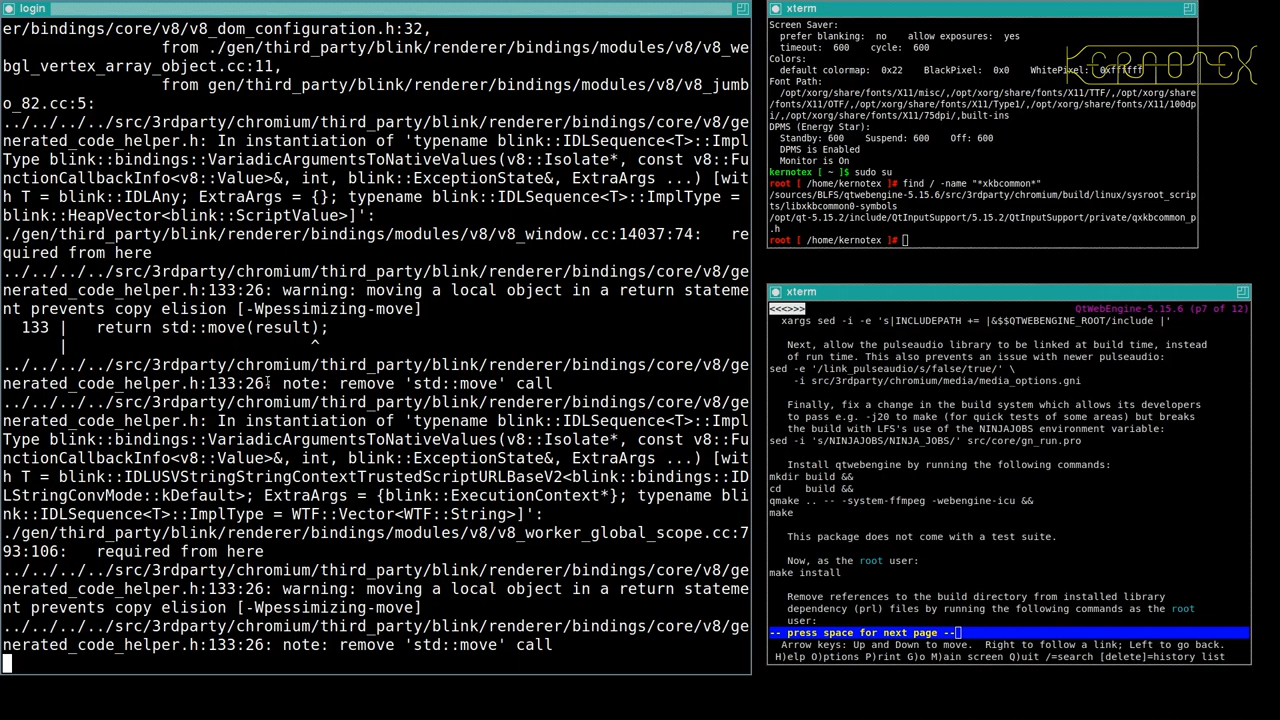 login
er/bindings/core/v8/v8_dom_configuration.h:32,
                 from ./gen/third_party/blink/renderer/bindings/modules/v8/v8_we
bgl_vertex_array_object.cc:11,
                 from gen/third_party/blink/renderer/bindings/modules/v8/v8_jumb
o_82.cc:5:
../../../../src/3rdparty/chromium/third_party/blink/renderer/bindings/core/v8/ge
nerated_code_helper.h: In instantiation of 'typename blink::IDLSequence<T>::Impl
Type blink::bindings::VariadicArgumentsToNativeValues(v8::Isolate*, const v8::Fu
nctionCallbackInfo<v8::Value>&, int, blink::ExceptionState&, ExtraArgs ...) [wit
h T = blink::IDLAny; ExtraArgs = {}; typename blink::IDLSequence<T>::ImplType =
blink::HeapVector<blink::ScriptValue>]':
./gen/third_party/blink/renderer/bindings/modules/v8/v8_window.cc:14037:74:   re
quired from here
../../../../src/3rdparty/chromium/third_party/blink/renderer/bindings/core/v8/ge
nerated_code_helper.h:133:26: warning: moving a local object in a return stateme
nt prevents copy elision [-Wpessimizing-move]
  133 |   return std::move(result);
      |                          ^
../../../../src/3rdparty/chromium/third_party/blink/renderer/bindings/core/v8/ge
nerated_code_helper.h:133:26: note: remove 'std::move' call
../../../../src/3rdparty/chromium/third_party/blink/renderer/bindings/core/v8/ge
nerated_code_helper.h: In instantiation of 'typename blink::IDLSequence<T>::Impl
Type blink::bindings::VariadicArgumentsToNativeValues(v8::Isolate*, const v8::Fu
nctionCallbackInfo<v8::Value>&, int, blink::ExceptionState&, ExtraArgs ...) [wit
h T = blink::IDLUSVStringStringContextTrustedScriptURLBaseV2<blink::bindings::ID
LStringConvMode::kDefault>; ExtraArgs = {blink::ExecutionContext*}; typename bli
nk::IDLSequence<T>::ImplType = WTF::Vector<WTF::String>]':
./gen/third_party/blink/renderer/bindings/modules/v8/v8_worker_global_scope.cc:7
93:106:   required from here
../../../../src/3rdparty/chromium/third_party/blink/renderer/bindings/core/v8/ge
nerated_code_helper.h:133:26: warning: moving a local object in a return stateme
nt prevents copy elision [-Wpessimizing-move]
../../../../src/3rdparty/chromium/third_party/blink/renderer/bindings/core/v8/ge
nerated_code_helper.h:133:26: note: remove 'std::move' call
xterm
Screen Saver:
  prefer blanking:  no    allow exposures:  yes
  timeout:  600    cycle:  600
Colors:
  default colormap:  0x22    BlackPixel:  0x0    WhitePixel:  0xffffff
Font Path:
  /opt/xorg/share/fonts/X11/misc/,/opt/xorg/share/fonts/X11/TTF/,/opt/xorg/share
/fonts/X11/OTF/,/opt/xorg/share/fonts/X11/Type1/,/opt/xorg/share/fonts/X11/100dp
i/,/opt/xorg/share/fonts/X11/75dpi/,built-ins
DPMS (Energy Star):
  Standby: 600    Suspend: 600    Off: 600
  DPMS is Enabled
  Monitor is On
kernotex [ ~ ]$ sudo su
root [ /home/kernotex ]# find / -name "*xkbcommon*"
/sources/BLFS/qtwebengine-5.15.6/src/3rdparty/chromium/build/linux/sysroot_scrip
ts/libxkbcommon0-symbols
/opt/qt-5.15.2/include/QtInputSupport/5.15.2/QtInputSupport/private/qxkbcommon_p
.h
root [ /home/kernotex ]#
KERNOTEX
xterm
<<<>>>                                             QtWebEngine-5.15.6 (p7 of 12)
  xargs sed -i -e 's|INCLUDEPATH += |&$$QTWEBENGINE_ROOT/include |'
   Next, allow the pulseaudio library to be linked at build time, instead
   of run time. This also prevents an issue with newer pulseaudio:
sed -e '/link_pulseaudio/s/false/true/' \
    -i src/3rdparty/chromium/media/media_options.gni
   Finally, fix a change in the build system which allows its developers
   to pass e.g. -j20 to make (for quick tests of some areas) but breaks
   the build with LFS's use of the NINJAJOBS environment variable:
sed -i 's/NINJAJOBS/NINJA_JOBS/' src/core/gn_run.pro
   Install qtwebengine by running the following commands:
mkdir build &&
cd    build &&
qmake .. -- -system-ffmpeg -webengine-icu &&
make
   This package does not come with a test suite.
   Now, as the root user:
make install
   Remove references to the build directory from installed library
   dependency (prl) files by running the following commands as the root
   user:
-- press space for next page --
  Arrow keys: Up and Down to move.  Right to follow a link; Left to go back.
 H)elp O)ptions P)rint G)o M)ain screen Q)uit /=search [delete]=history list